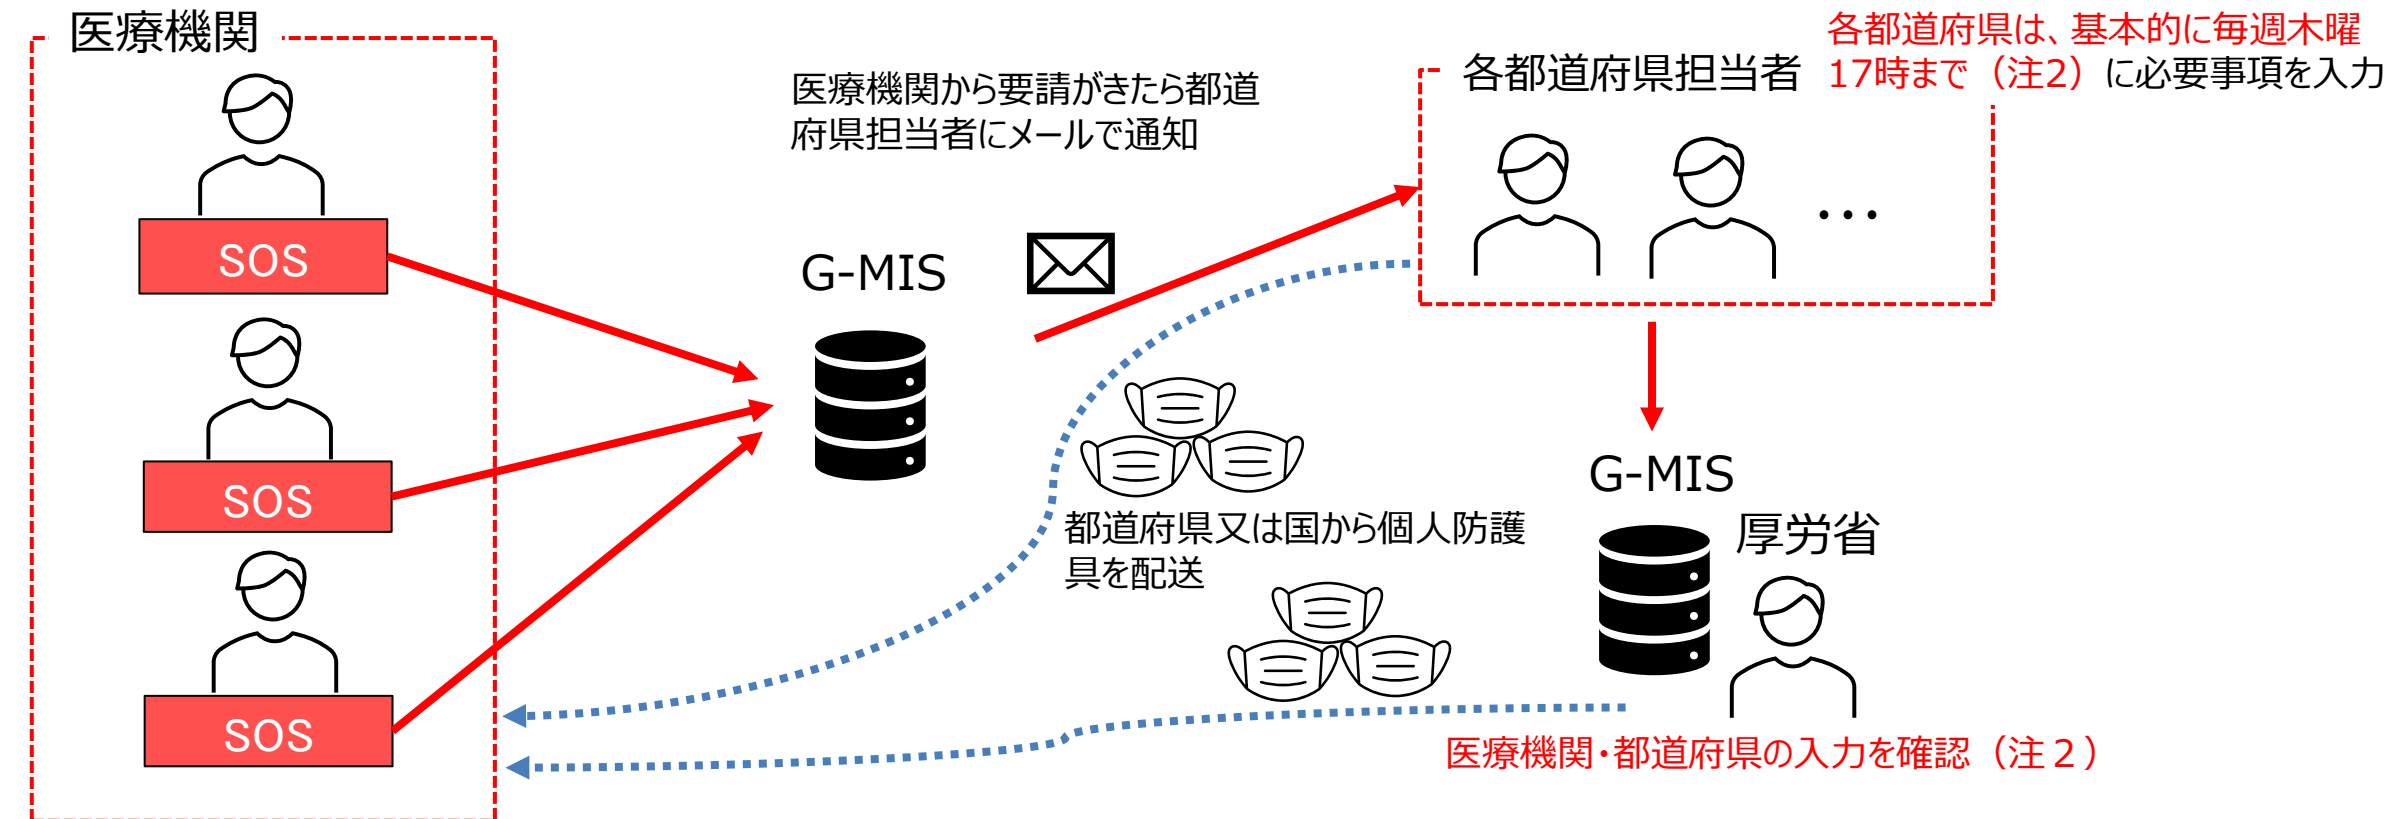 医療機関
各都道府県は、基本的に毎週木曜
各都道府県担当者
17時まで（注2）に必要事項を入力
医療機関から要請がきたら都道
府県担当者にメールで通知
SOS
G-MIS
…
SOS
G-MIS
都道府県又は国から個人防護
具を配送
厚労省
SOS
医療機関・都道府県の入力を確認（注２）